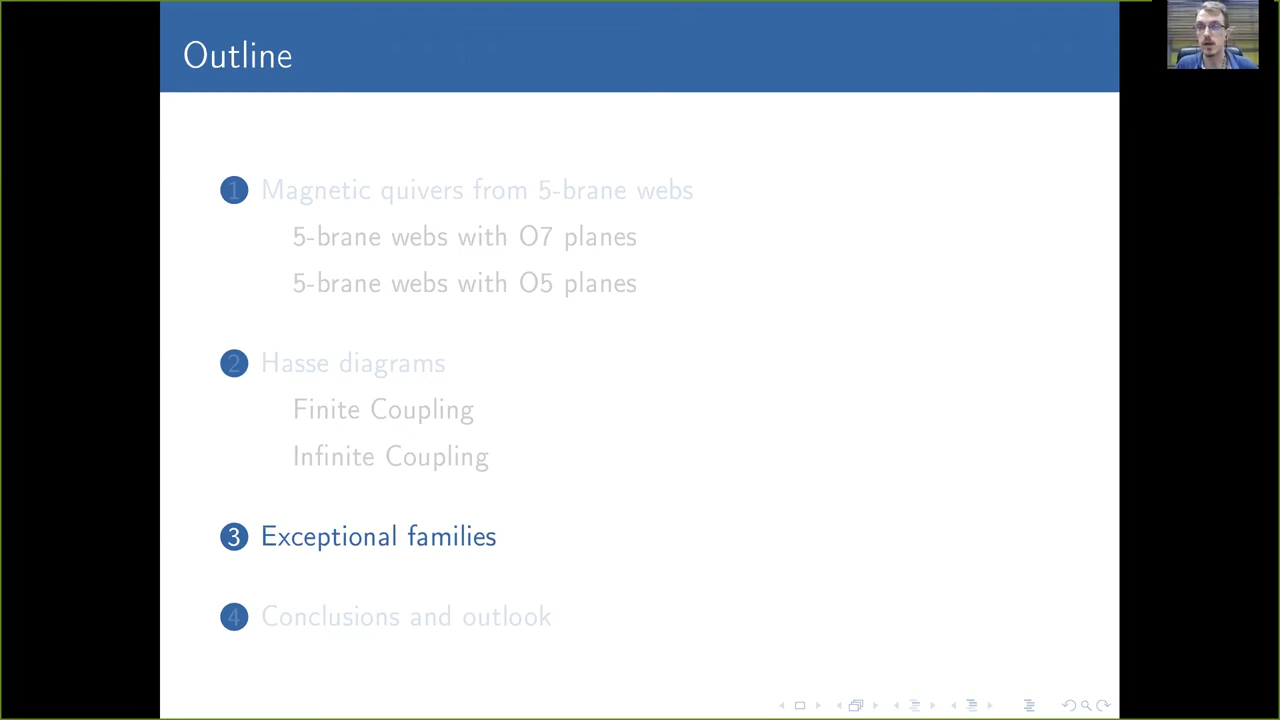 Outline
1 Magnetic quivers from 5-brane webs
5-brane webs with O7 planes
5-brane webs with O5 planes
2 Hasse diagrams
Finite Coupling
Infinite Coupling
3 Exceptional families
4 Conclusions and outlook